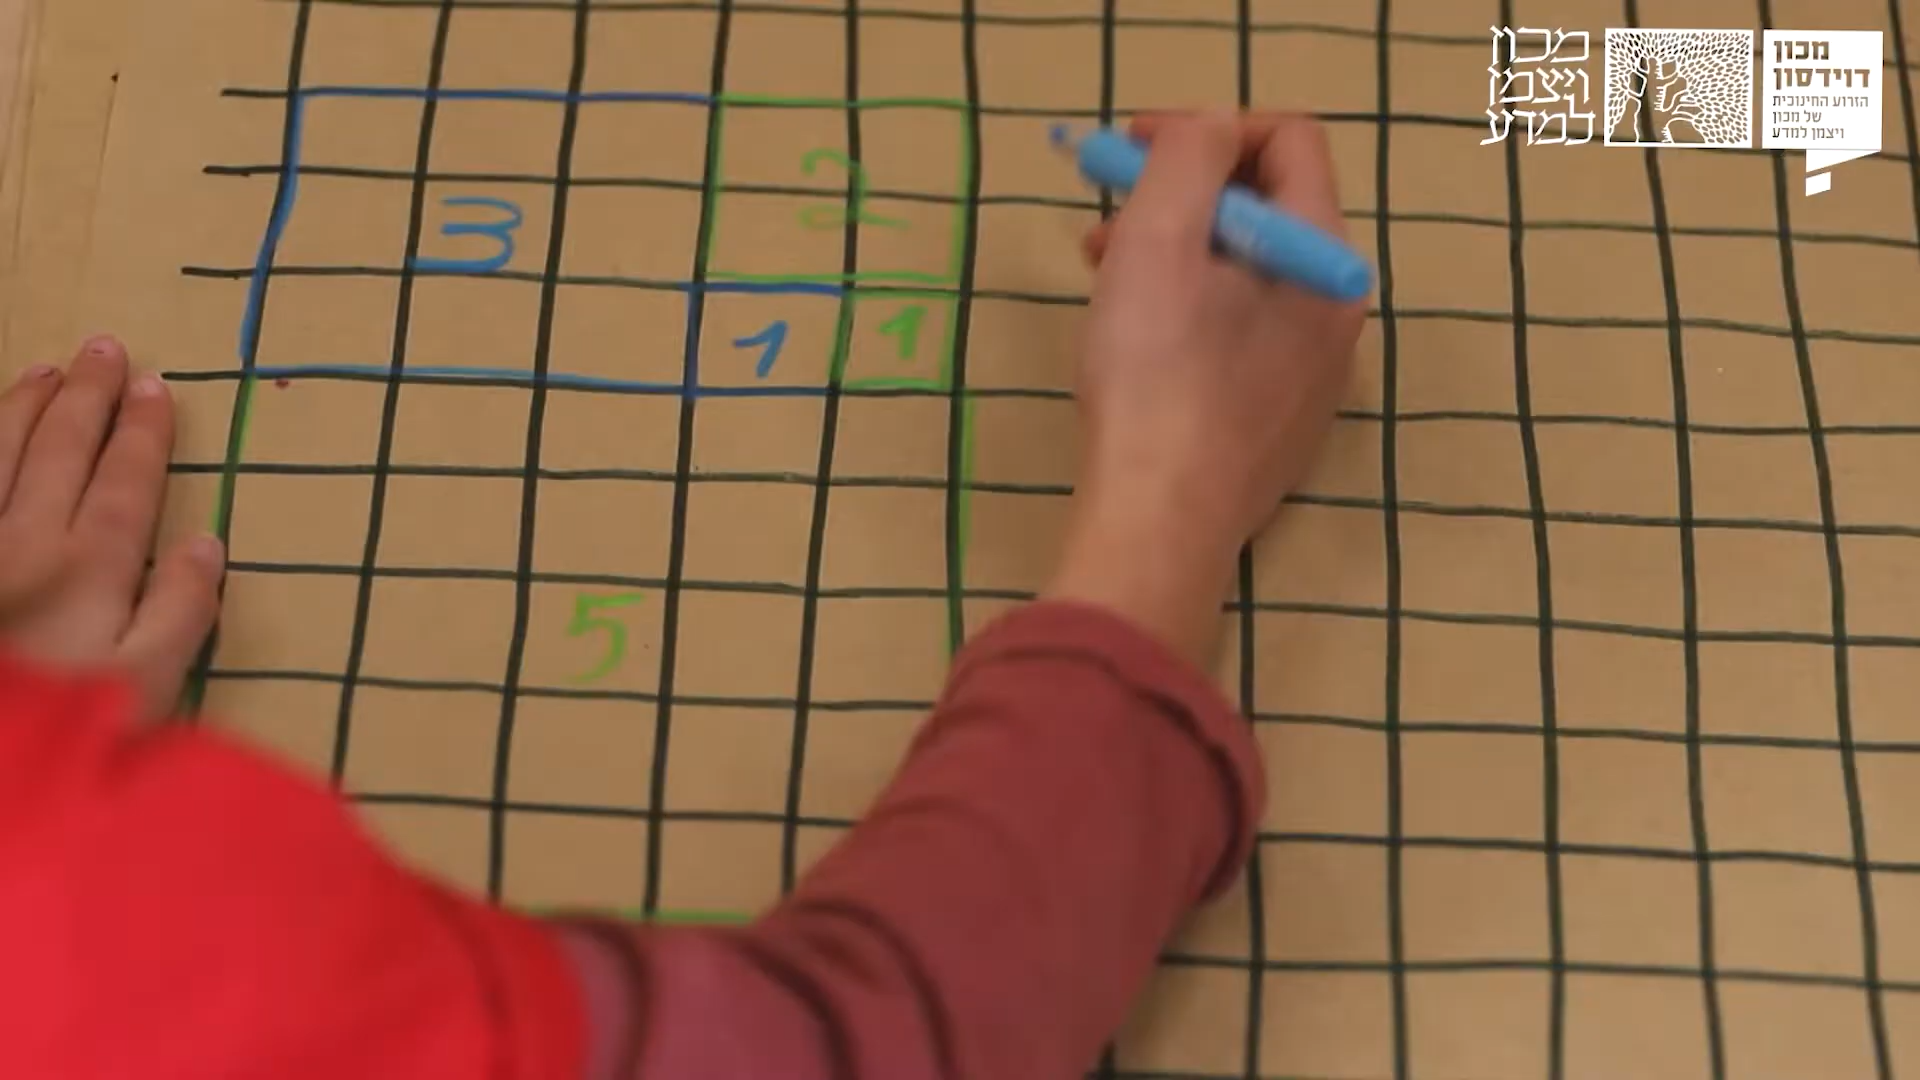 מכון
ויצמן
למדע
מכון
דוידסון
הזרוע החינוכית
של מכון
ויצמן למדע
3
2
1
1
5